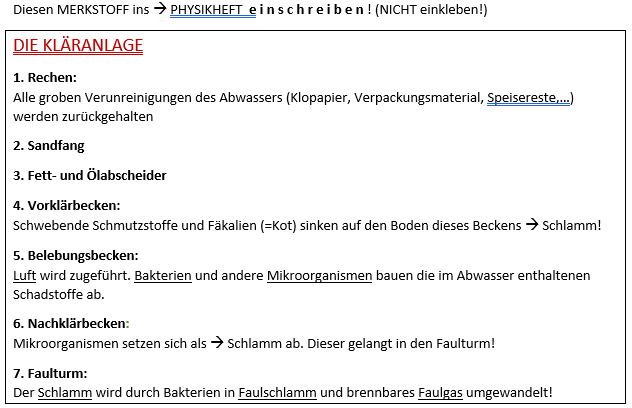 Diesen MERKSTOFF ins → PHYSIKHEFT e i n s c h r e i b e n ! (NICHT einkleben!)
DIE KLÄRANLAGE
1. Rechen:
Alle groben Verunreinigungen des Abwassers (Klopapier, Verpackungsmaterial, Speisereste,...)
werden zurückgehalten
2. Sandfang
3. Fett- und Ölabscheider
4. Vorklärbecken:
Schwebende Schmutzstoffe und Fäkalien (=Kot) sinken auf den Boden dieses Beckens → Schlamm!
5. Belebungsbecken:
Luft wird zugeführt. Bakterien und andere Mikroorganismen bauen die im Abwasser enthaltenen
Schadstoffe ab.
6. Nachklärbecken:
Mikroorganismen setzen sich als → Schlamm ab. Dieser gelangt in den Faulturm!
7. Faulturm:
Der Schlamm wird durch Bakterien in Faulschlamm und brennbares Faulgas umgewandelt!